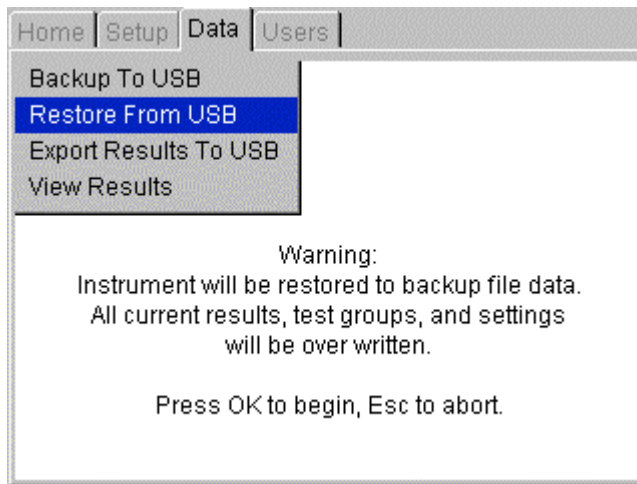 Home Setup Data Users
Backup To USB
Restore From USB
Export Results To USB
View Results
Warning:
Instrument will be restored to backup file data.
All current results, test groups, and settings
will be over written.
Press OK to begin, Esc to abort.